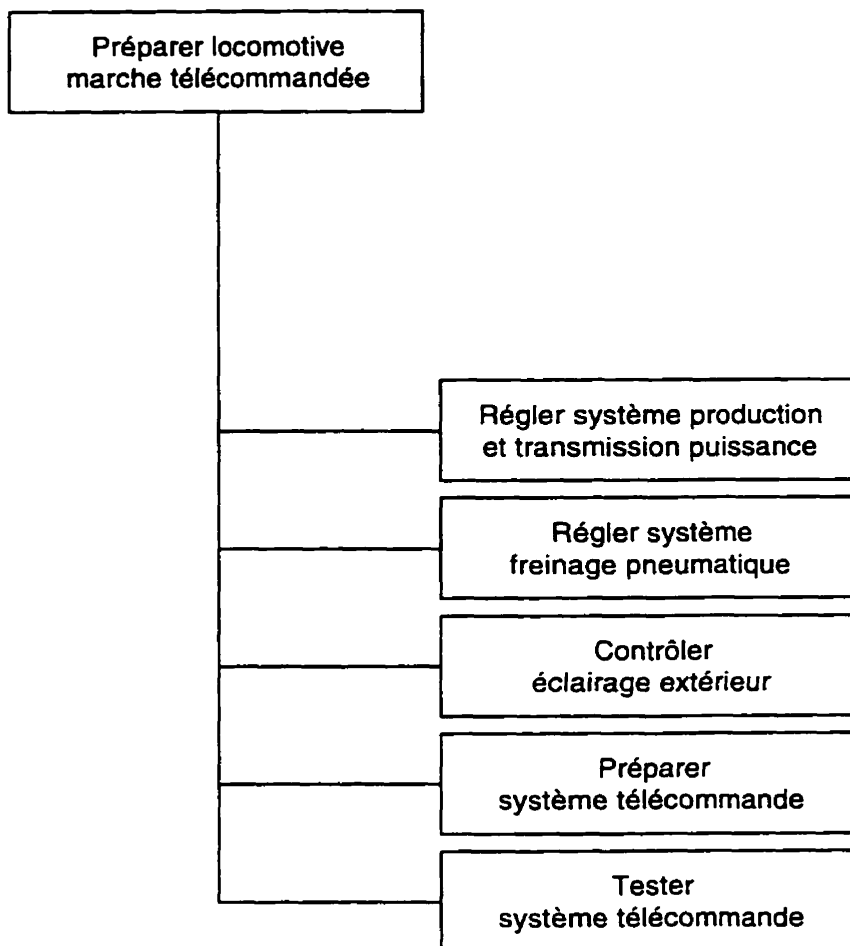 Préparer locomotive
marche télécommandée
Régler système production
et transmission puissance
Régler système
freinage pneumatique
Contrôler
éclairage extérieur
Préparer
système télécommande
Tester
système télécommande